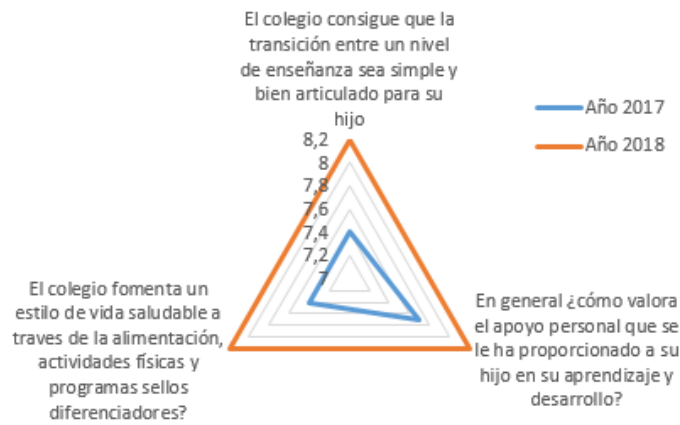 El colegio consigue que la
transición entre un nivel
de enseñanza sea simple y
bien articulado para su
hijo
Año 2017
Año 2018
8,2
8
7,8
7,6
7,4
7,2
7
El colegio fomenta un
estilo de vida saludable a
traves de la alimentación,
actividades físicas y
programas sellos
diferenciadores?
En general ¿cómo valora
el apoyo personal que se
le ha proporcionado a su
hijo en su aprendizaje y
desarrollo?